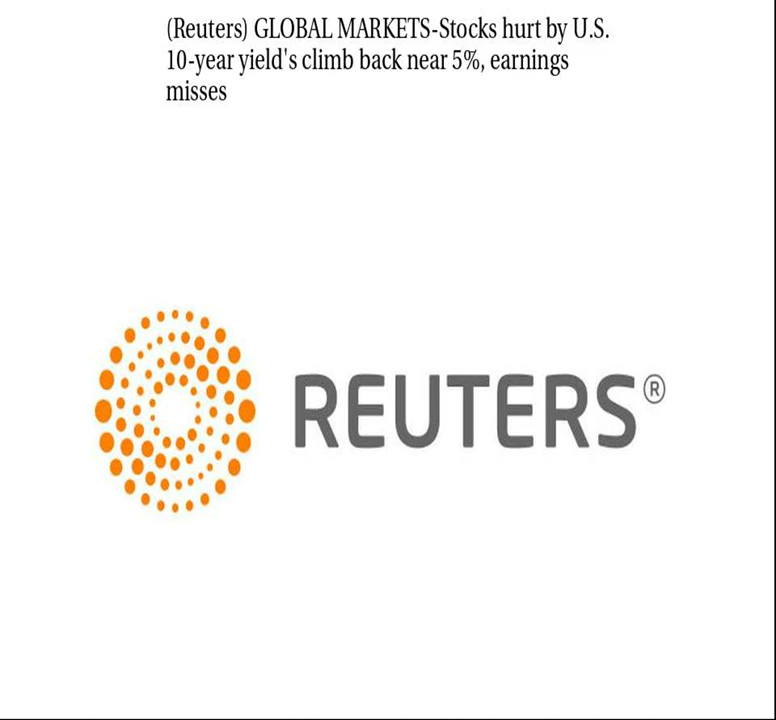 (Reuters) GLOBAL MARKETS-Stocks hurt by U.S.
10-year yield's climb back near 5%, earnings
misses
REUTERS®